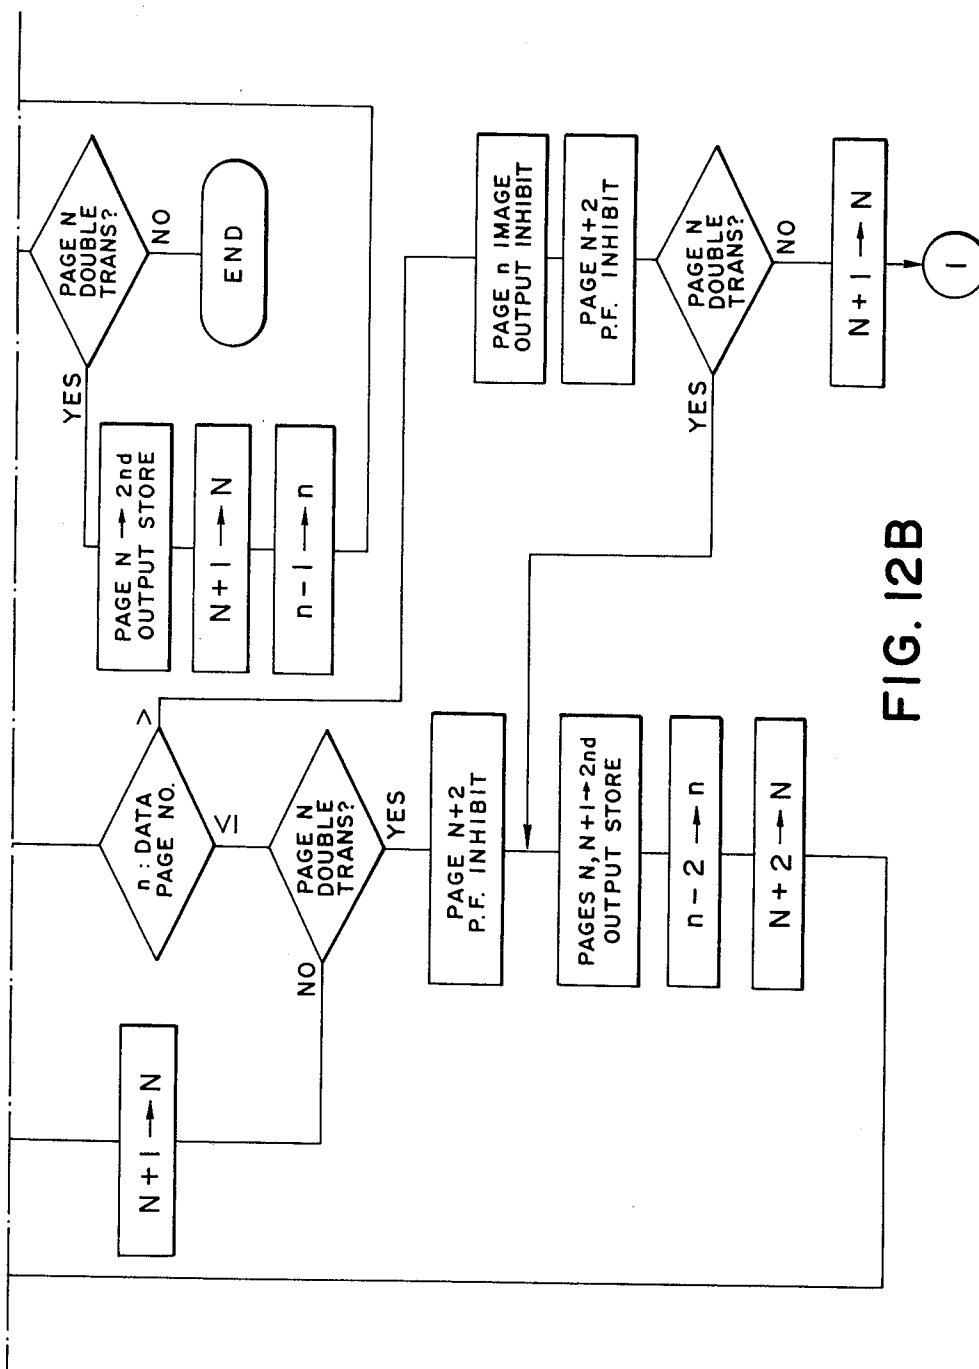 N+1 → N
n : DATA
PAGE NO.
>
≤
PAGE N
DOUBLE
TRANS?
NO
YES
PAGE N+2
P.F. INHIBIT
PAGES N, N+1 → 2nd
OUTPUT STORE
n-2 → n
N+2 → N
PAGE N
DOUBLE
TRANS?
YES
NO
PAGE N → 2nd
OUTPUT STORE
N+1 → N
n-1 → n
END
PAGE n IMAGE
OUTPUT INHIBIT
PAGE N+2
P.F. INHIBIT
PAGE N
DOUBLE
TRANS?
YES
NO
N+1 → N
1
FIG. 12B